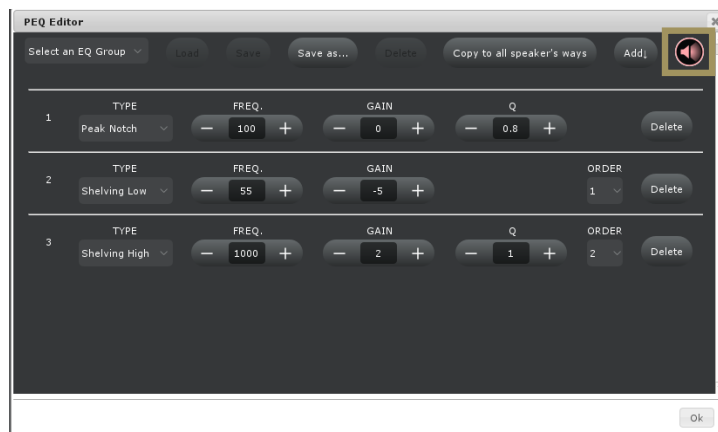 PEQ Editor
Select an EQ Group Load Save Save as... Delete Copy to all speaker's ways Add↓
TYPE FREQ. GAIN Q
1 Peak Notch − 100 + − 0 + − 0.8 + Delete
TYPE FREQ. GAIN ORDER
2 Shelving Low − 55 + − -5 + 1 Delete
TYPE FREQ. GAIN Q ORDER
3 Shelving High − 1000 + − 2 + − 1 + 2 Delete
Ok